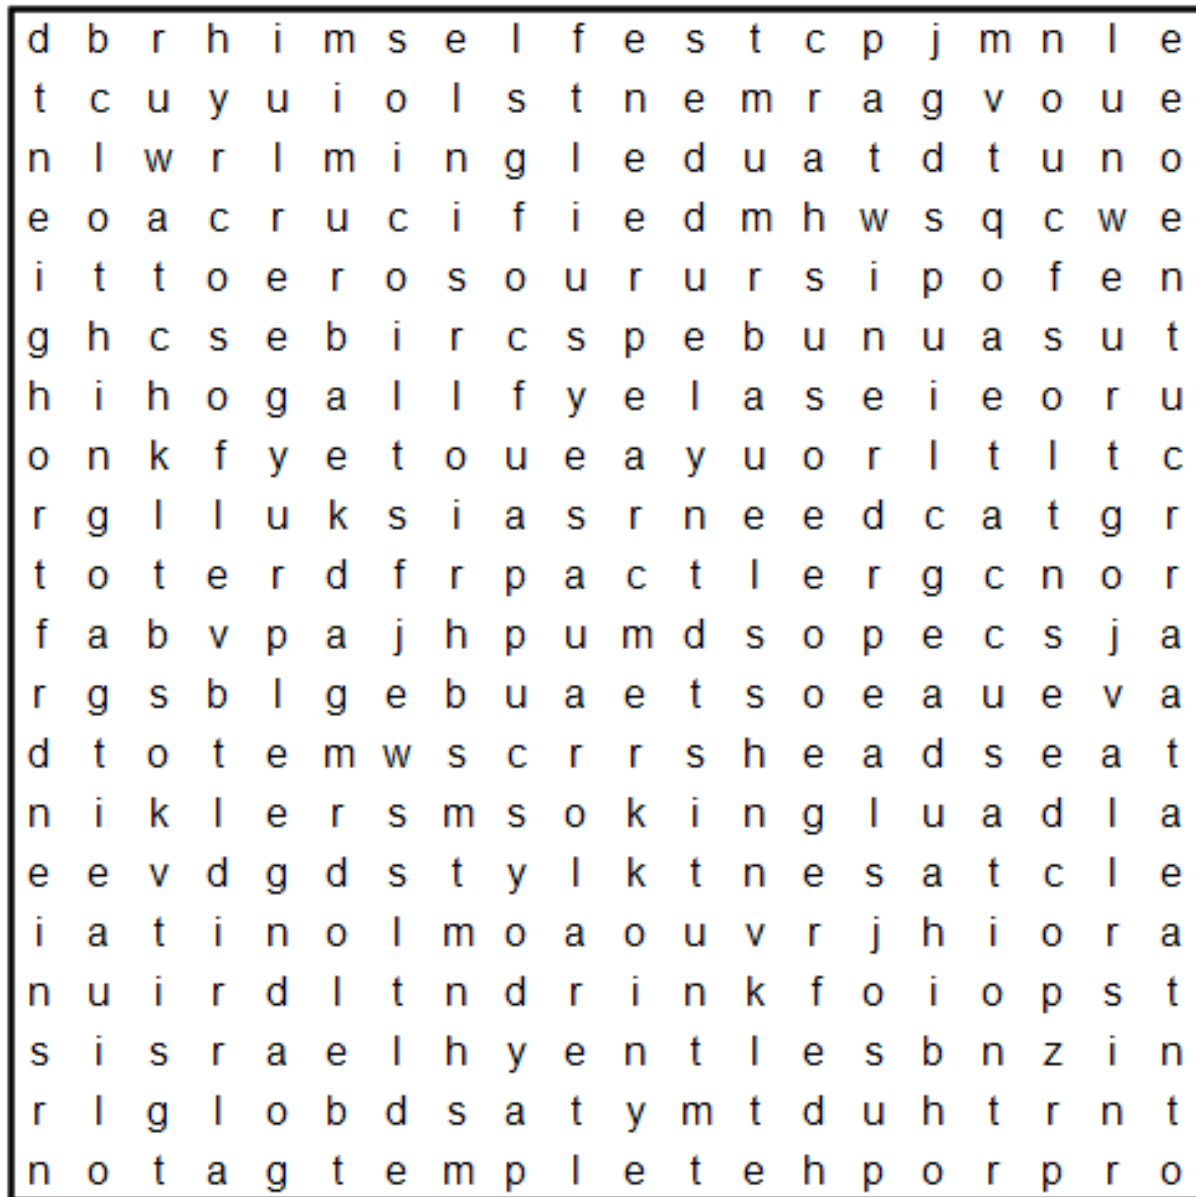 d b r h i m s e l f e s t c p j m n l e
t c u y u i o l s t n e m r a g v o u e
n l w r l m i n g l e d u a t d t u n o
e o a c r u c i f i e d m h w s q c w e
i t t o e r o s o u r u r s i p o f e n
g h c s e b i r c s p e b u n u a s u t
h i h o g a l l f y e l a s e i e o r u
o n k f y e t o u e a y u o r l t l t c
r g l l u k s i a s r n e e d c a t g r
t o t e r d f r p a c t l e r g c n o r
f a b v p a j h p u m d s o p e c s j a
r g s b l g e b u a e t s o e a u e v a
d t o t e m w s c r r s h e a d s e a t
n i k l e r s m s o k i n g l u a d l a
e e v d g d s t y l k t n e s a t c l e
i a t i n o l m o a o u v r j h i o r a
n u i r d l t n d r i n k f o i o p s t
s i s r a e l h y e n t l e s b n z i n
r l g l o b d s a t y m t d u h t r n t
n o t a g t e m p l e t e h p o r p r o